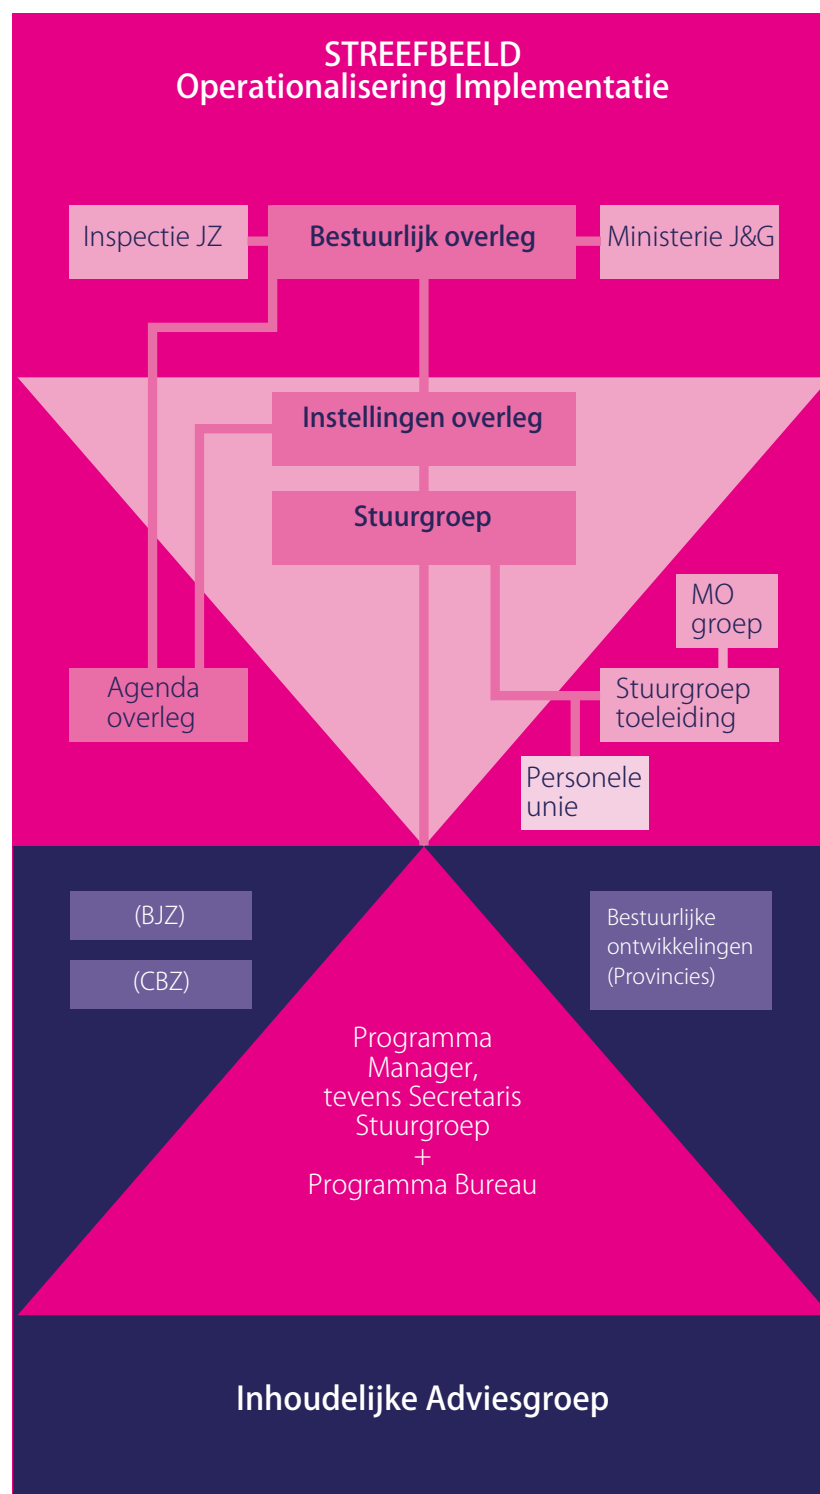 STREEFBEELD
Operationalisering Implementatie
Inspectie JZ
Bestuurlijk overleg
Ministerie J&G
Instellingen overleg
Stuurgroep
MO
groep
Agenda
overleg
Stuurgroep
toeleiding
Personele
unie
(BJZ)
(CBZ)
Bestuurlijke
ontwikkelingen
(Provincies)
Programma
Manager,
tevens Secretaris
Stuurgroep
+
Programma Bureau
Inhoudelijke Adviesgroep